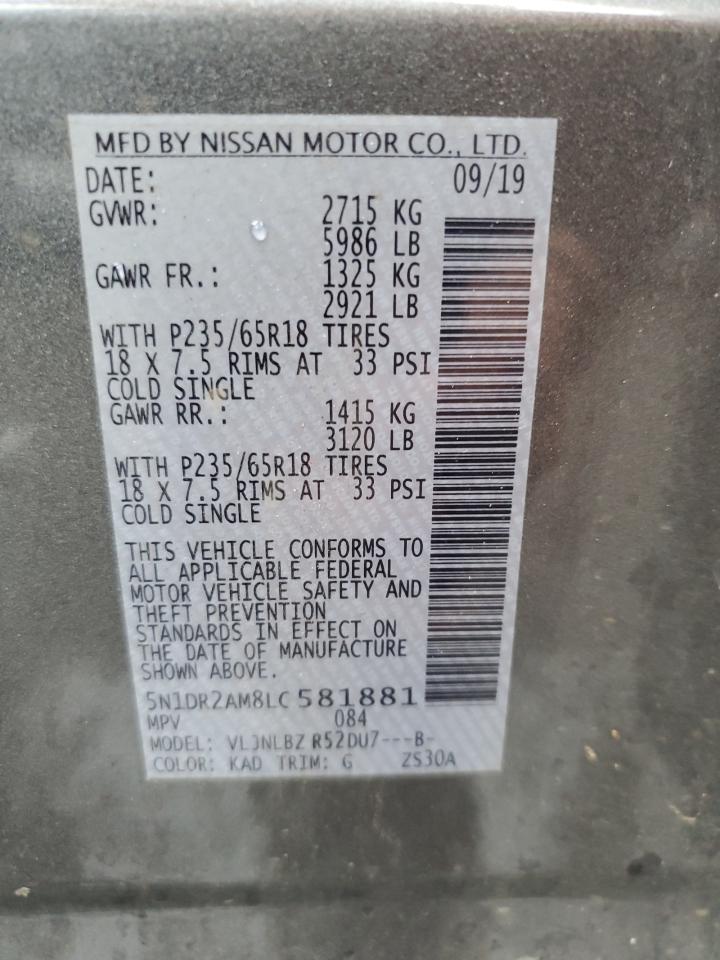 MFD BY NISSAN MOTOR CO., LTD.
DATE: 09/19
GVWR: 2715 KG
5986 LB
GAWR FR.: 1325 KG
2921 LB
WITH P235/65R18 TIRES
18 X 7.5 RIMS AT 33 PSI
COLD SINGLE
GAWR RR.: 1415 KG
3120 LB
WITH P235/65R18 TIRES
18 X 7.5 RIMS AT 33 PSI
COLD SINGLE
THIS VEHICLE CONFORMS TO
ALL APPLICABLE FEDERAL
MOTOR VEHICLE SAFETY AND
THEFT PREVENTION
STANDARDS IN EFFECT ON
THE DATE OF MANUFACTURE
SHOWN ABOVE.
5N1DR2AM8LC581881
MPV 084
MODEL: VLJNLBZ R52DU7---B-
COLOR: KAD TRIM: G ZS30A